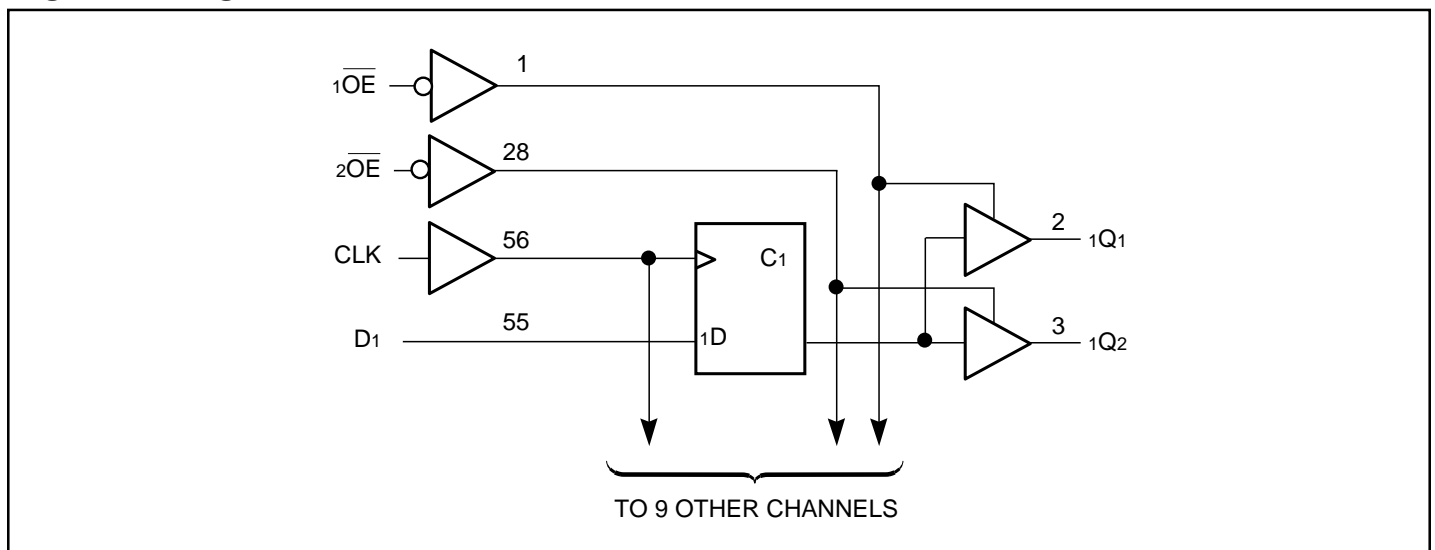 1OE 1
2OE 28
CLK 56
D1 55
C1
1D
2 1Q1
3 1Q2
TO 9 OTHER CHANNELS